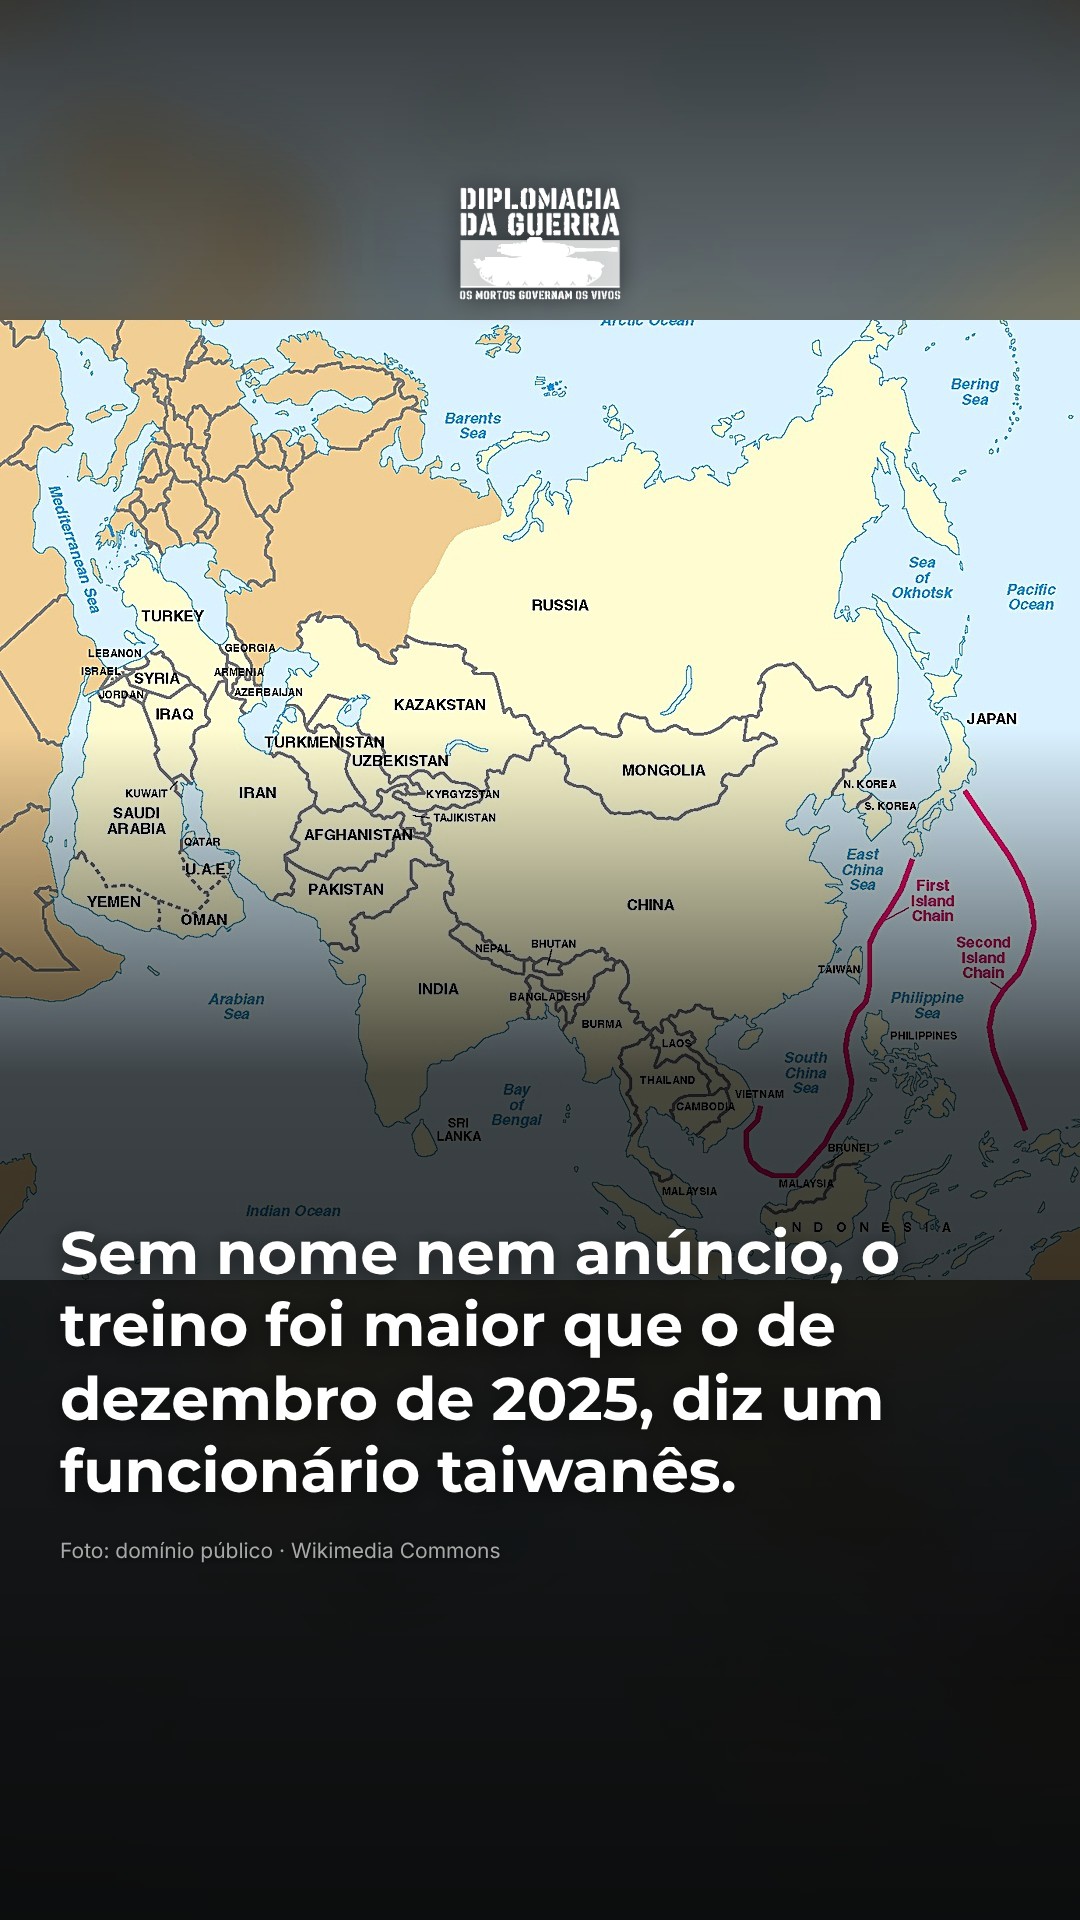 DIPLOMACIA
DA GUERRA
OS MORTOS GOVERNAM OS VIVOS
Arctic Ocean
Barents
Sea
Bering
Sea
Mediterranean Sea
Sea
of
Okhotsk
Pacific
Ocean
RUSSIA
TURKEY
GEORGIA
LEBANON
ISRAEL
SYRIA
ARMENIA
JORDAN
AZERBAIJAN
IRAQ
KAZAKSTAN
JAPAN
TURKMENISTAN
UZBEKISTAN
MONGOLIA
KUWAIT
IRAN
KYRGYZSTAN
N. KOREA
S. KOREA
SAUDI
ARABIA
TAJIKISTAN
AFGHANISTAN
QATAR
U.A.E.
East
China
Sea
PAKISTAN
First
Island
Chain
YEMEN
OMAN
CHINA
Second
Island
Chain
NEPAL
BHUTAN
TAIWAN
INDIA
BANGLADESH
Arabian
Sea
Philippine
Sea
BURMA
PHILIPPINES
LAOS
South
China
Sea
THAILAND
VIETNAM
CAMBODIA
Bay
of
Bengal
SRI
LANKA
BRUNEI
MALAYSIA
MALAYSIA
Indian Ocean
INDONESIA
Sem nome nem anúncio, o
treino foi maior que o de
dezembro de 2025, diz um
funcionário taiwanês.
Foto: domínio público · Wikimedia Commons